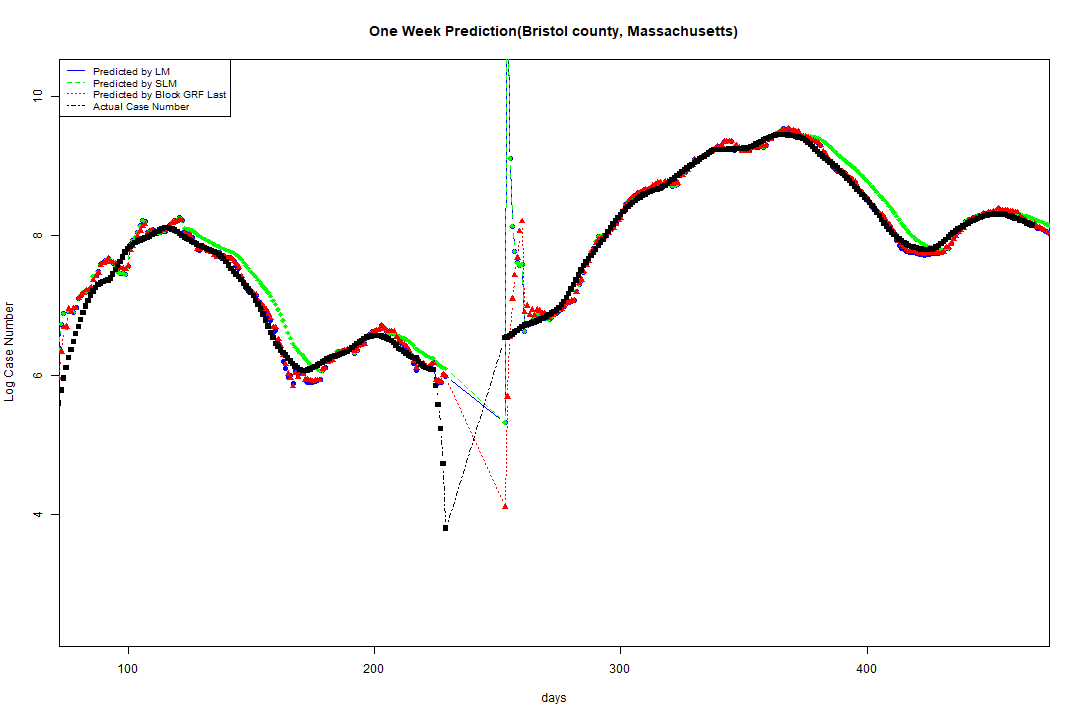 One Week Prediction(Bristol county, Massachusetts)
Predicted by LM
Predicted by SLM
Predicted by Block GRF Last
Actual Case Number
10
8
6
4
Log Case Number
100 200 300 400
days